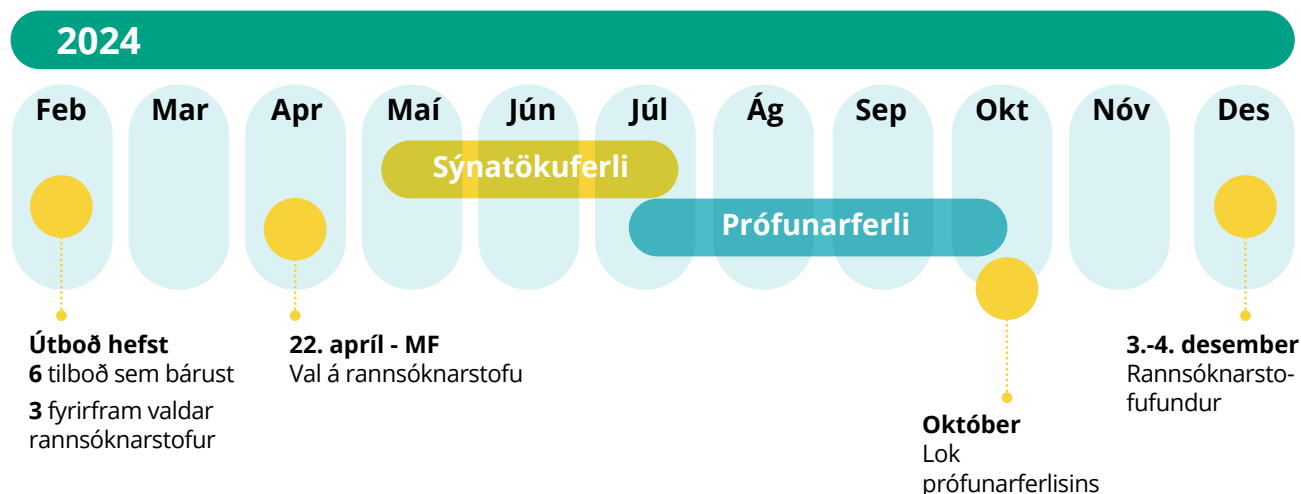 2024
Feb Mar Apr Maí Jún Júl Ág Sep Okt Nóv Des
Sýnatökuferli
Prófunarferli
Útboð hefst
6 tilboð sem bárust
3 fyrirfram valdar
rannsóknarstofur
22. apríl - MF
Val á rannsóknarstofu
Október
Lok
prófunarferlisins
3.-4. desember
Rannsóknarsto-
fufundur